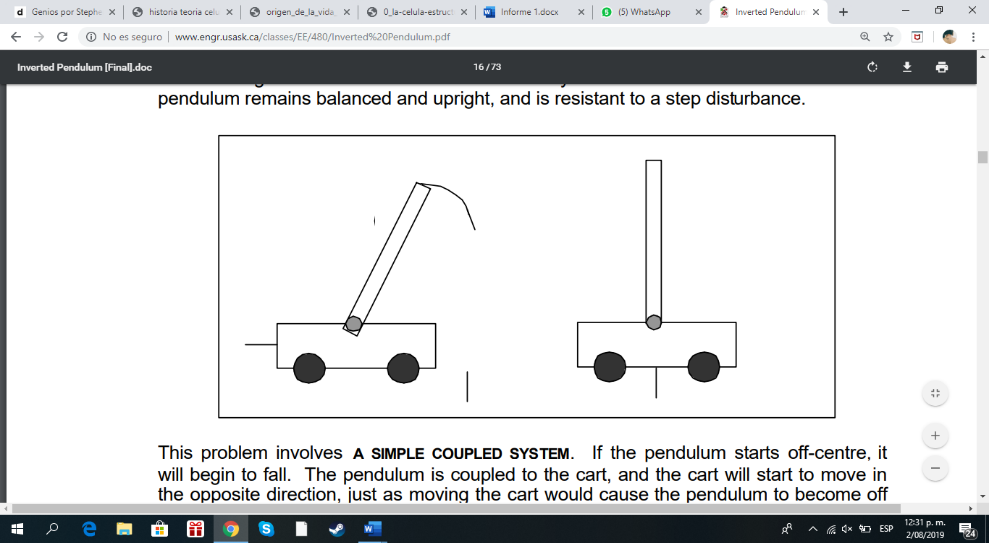 Genios por Stephe
historia teoria celu
origen_de_la_vida
0_la-celula-estruct
Informe 1.docx
(5) WhatsApp
Inverted Pendulum
No es seguro | www.engr.usask.ca/classes/EE/480/Inverted%20Pendulum.pdf
Inverted Pendulum [Final].doc
16 / 73
pendulum remains balanced and upright, and is resistant to a step disturbance.
This problem involves A SIMPLE COUPLED SYSTEM. If the pendulum starts off-centre, it
will begin to fall. The pendulum is coupled to the cart, and the cart will start to move in
the opposite direction, just as moving the cart would cause the pendulum to become off
ESP
12:31 p. m.
2/08/2019
24